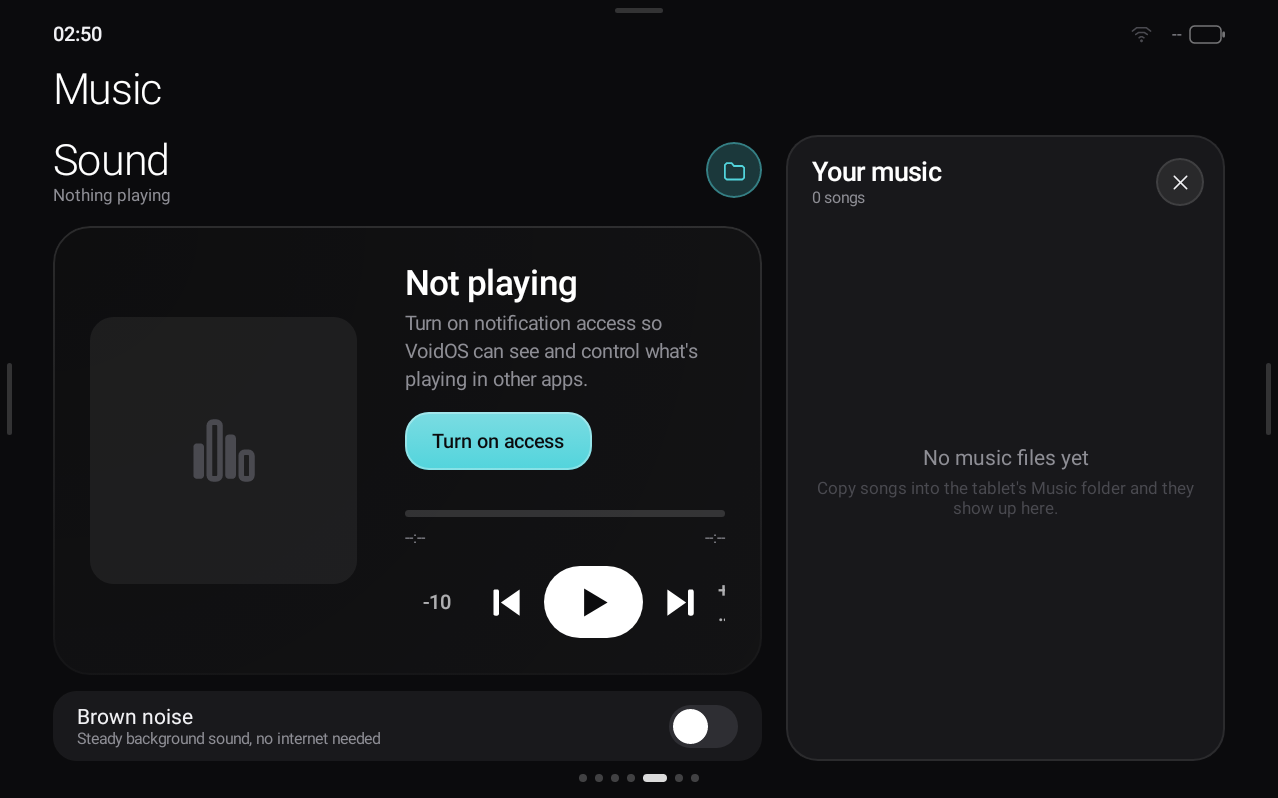 02:50
--
Music
Sound
Nothing playing
Not playing
Turn on notification access so
VoidOS can see and control what's
playing in other apps.
Turn on access
--:--
--:--
-10
Brown noise
Steady background sound, no internet needed
Your music
0 songs
No music files yet
Copy songs into the tablet's Music folder and they
show up here.